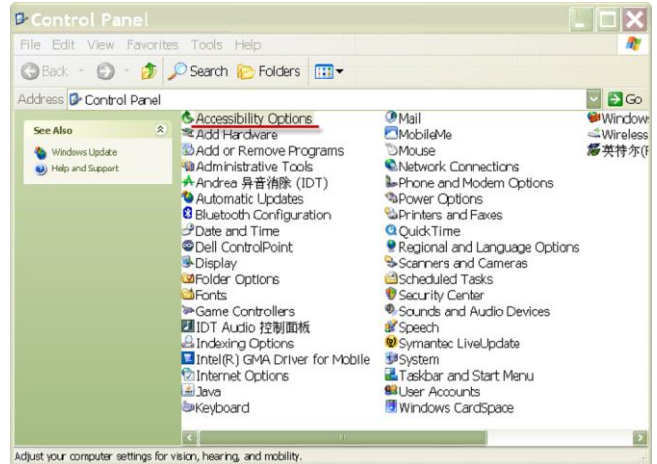 Control Panel
File Edit View Favorites Tools Help
Back Search Folders
Address Control Panel Go
See Also
Windows Update
Help and Support
Accessibility Options
Add Hardware
Add or Remove Programs
Administrative Tools
Andrea 异音消除 (IDT)
Automatic Updates
Bluetooth Configuration
Date and Time
Dell ControlPoint
Display
Folder Options
Fonts
Game Controllers
IDT Audio 控制面板
Indexing Options
Intel(R) GMA Driver for Mobile
Internet Options
Java
Keyboard
Mail
MobileMe
Mouse
Network Connections
Phone and Modem Options
Power Options
Printers and Faxes
QuickTime
Regional and Language Options
Scanners and Cameras
Scheduled Tasks
Security Center
Sounds and Audio Devices
Speech
Symantec LiveUpdate
System
Taskbar and Start Menu
User Accounts
Windows CardSpace
Window
Wireless
英特尔(
Adjust your computer settings for vision, hearing, and mobility.